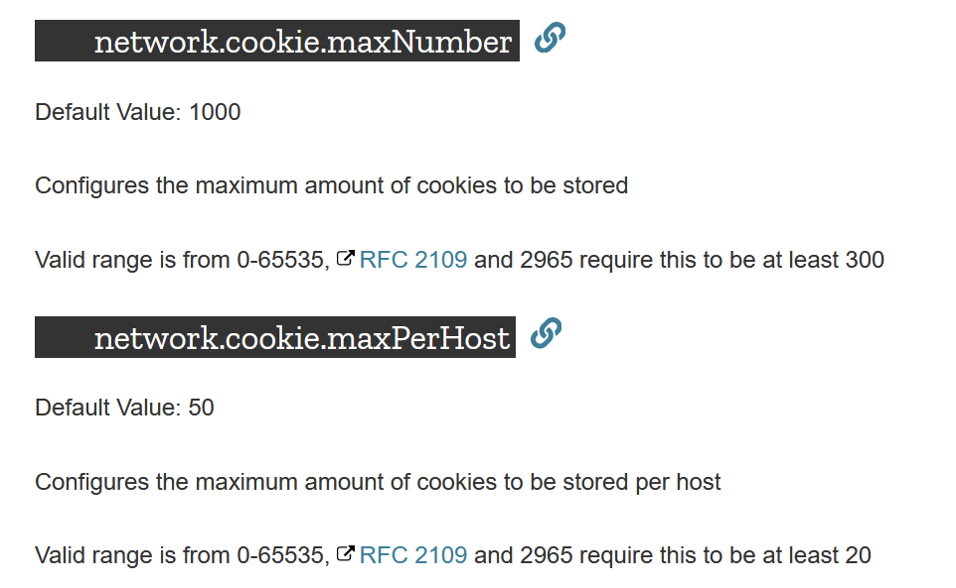 network.cookie.maxNumber
Default Value: 1000
Configures the maximum amount of cookies to be stored
Valid range is from 0-65535, RFC 2109 and 2965 require this to be at least 300
network.cookie.maxPerHost
Default Value: 50
Configures the maximum amount of cookies to be stored per host
Valid range is from 0-65535, RFC 2109 and 2965 require this to be at least 20